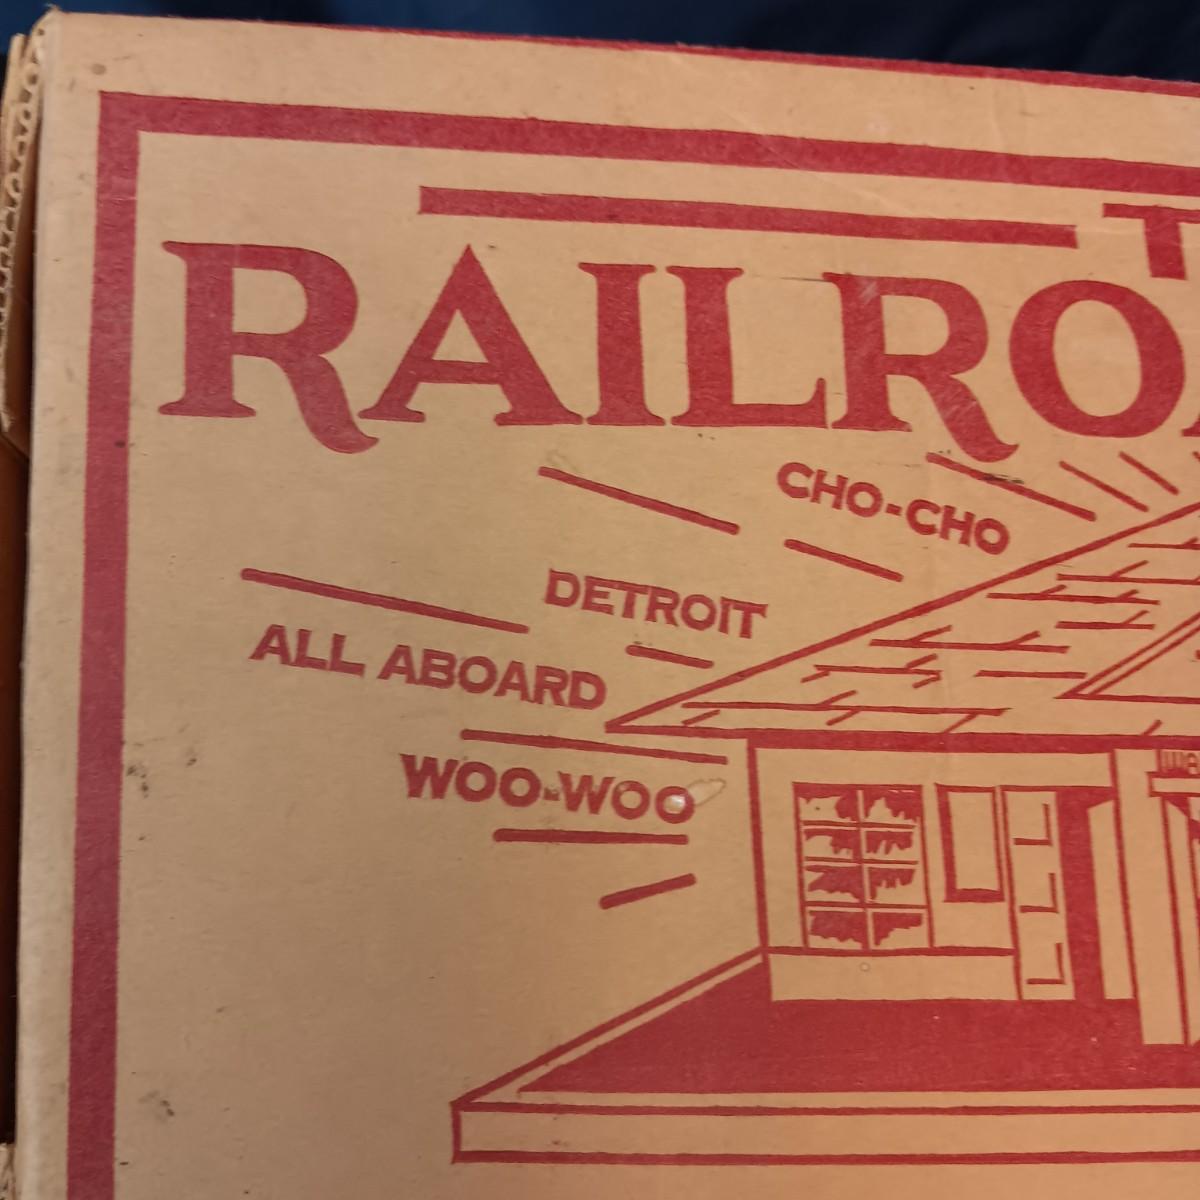 T
RAILRO
CHO-CHO
DETROIT
ALL ABOARD
WOO-WOO